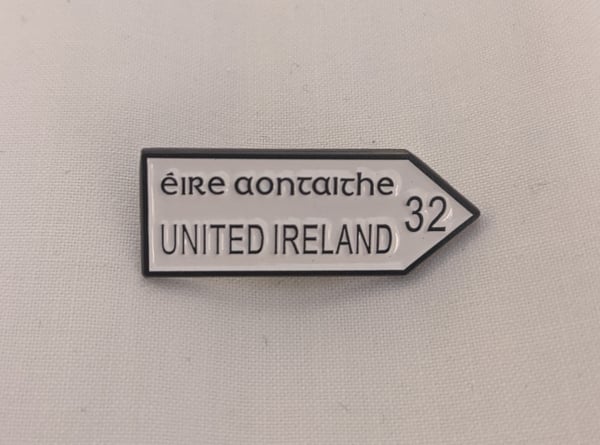 éire aontaithe
UNITED IRELAND
32